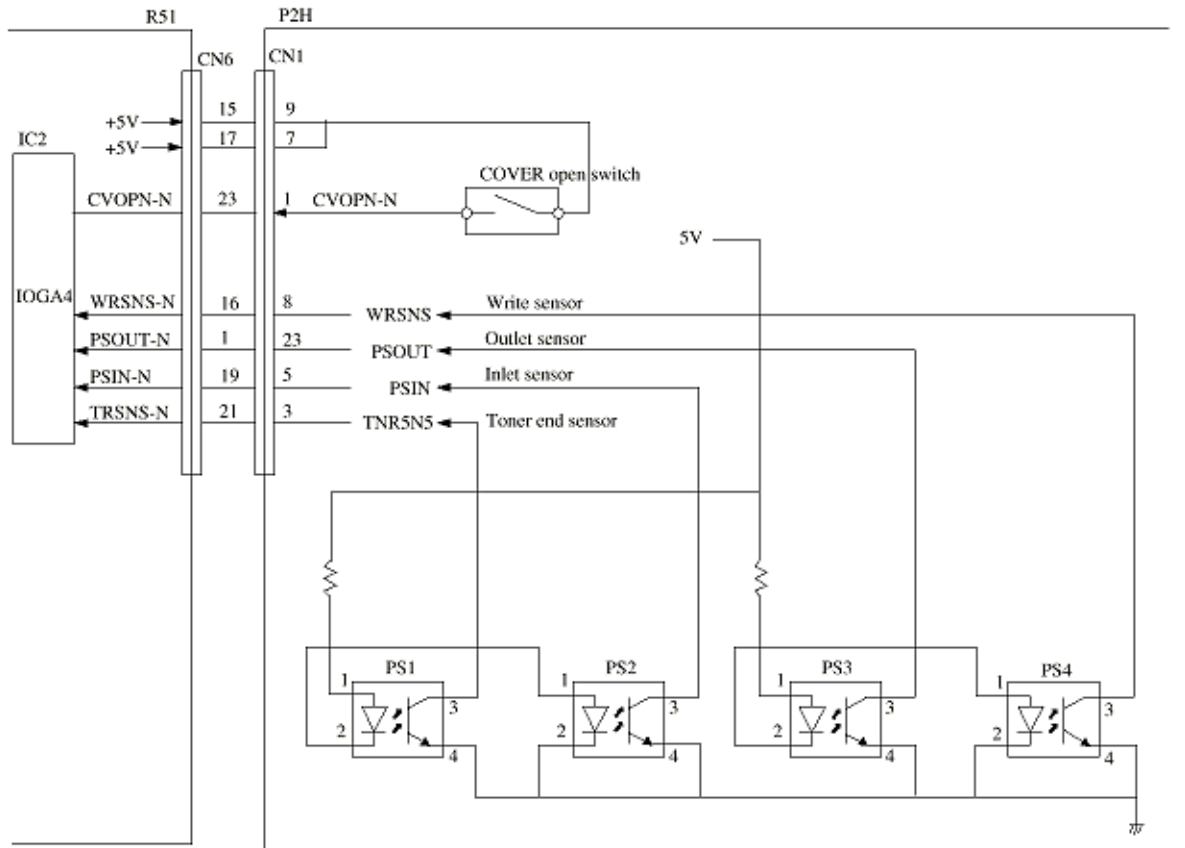 R51 P2H
CN6 CN1
+5V 15 9
+5V 17 7
IC2
COVER open switch
CVOPN-N 23 1 CVOPN-N
5V
IOGA4
WRSNS-N 16 8 WRSNS Write sensor
PSOUT-N 1 23 PSOUT Outlet sensor
PSIN-N 19 5 PSIN Inlet sensor
TRSNS-N 21 3 TNR5N5 Toner end sensor
PS1 PS2 PS3 PS4
1 3 1 3 1 3 1 3
2 4 2 4 2 4 2 4